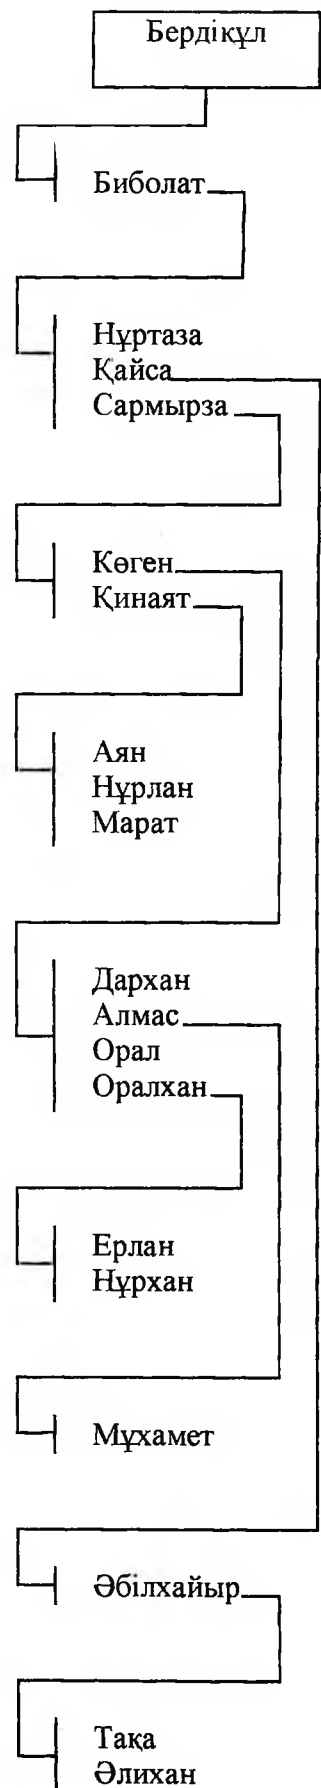 Бердіқұл
Биболат
Нұртаза
Қайса
Сармырза
Көген
Қинаят
Аян
Нұрлан
Марат
Дархан
Алмас
Орал
Оралхан
Ерлан
Нұрхан
Мұхамет
Әбілхайыр
Тақа
Әлихан